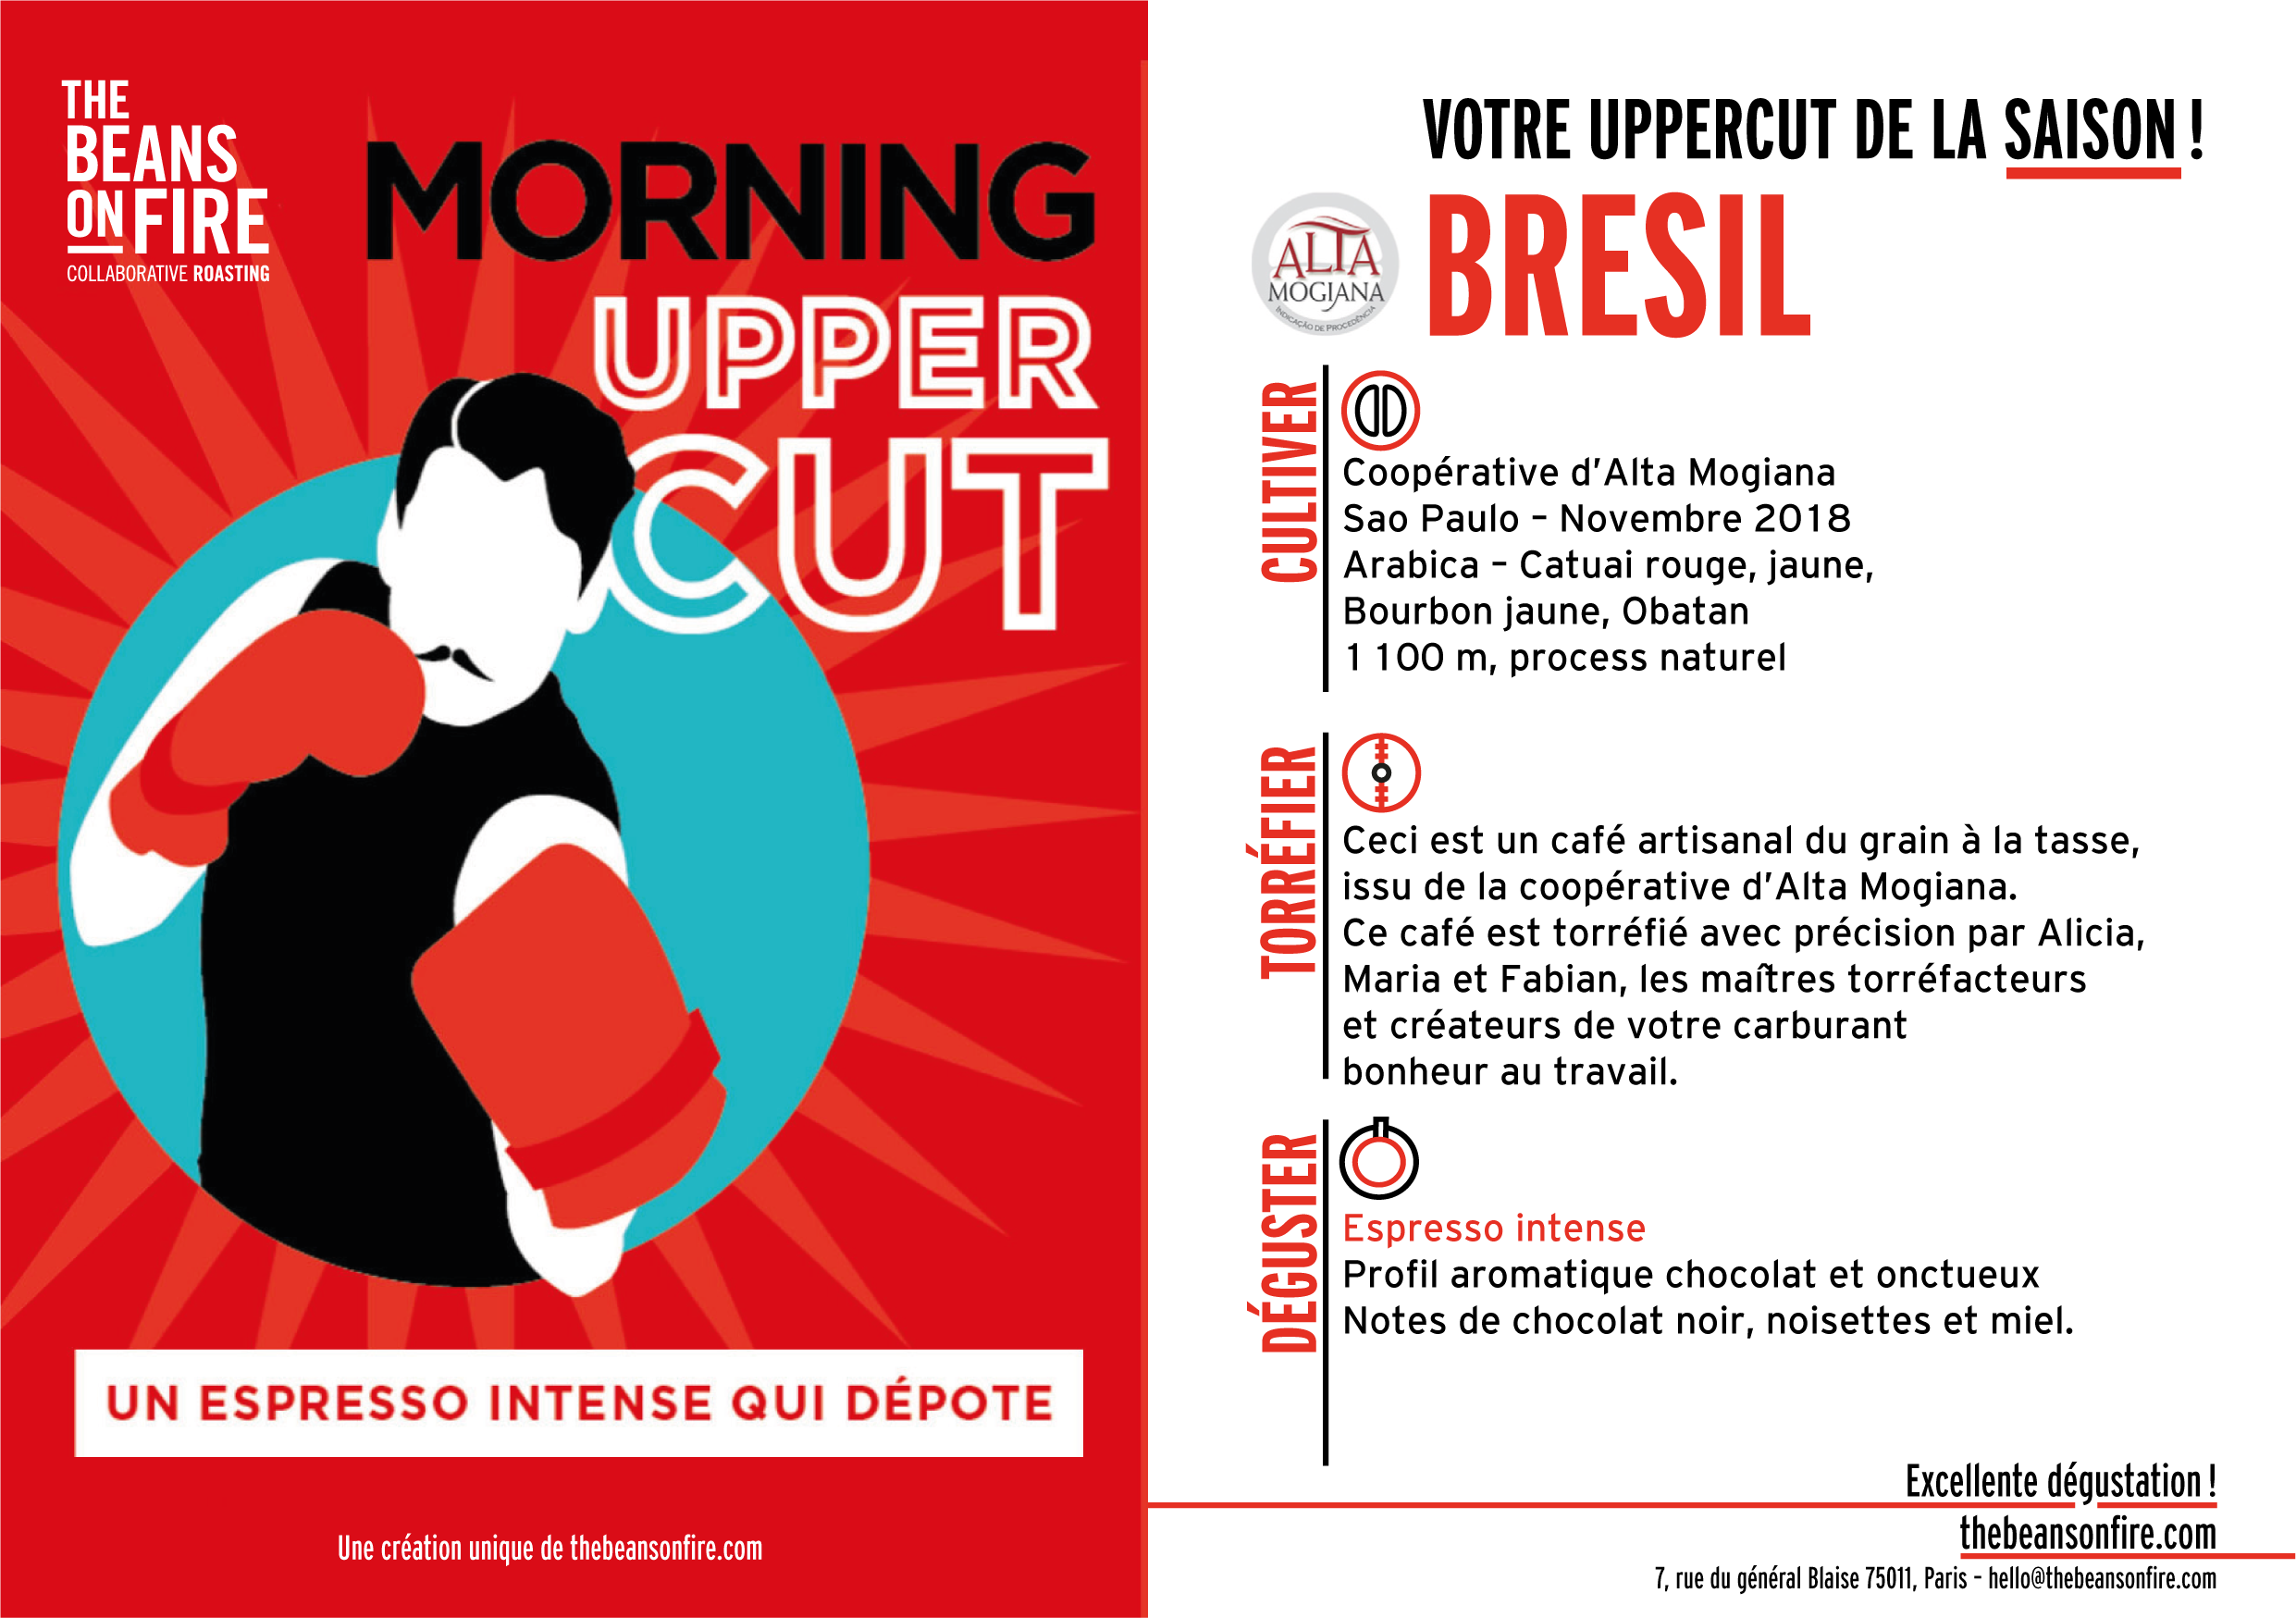 THE
BEANS
ON FIRE
COLLABORATIVE ROASTING
MORNING
UPPER
CUT
UN ESPRESSO INTENSE QUI DÉPOTE
Une création unique de thebeansonfire.com
VOTRE UPPERCUT DE LA SAISON !
ALTA
MOGIANA
INDICAÇÃO DE PROCEDÊNCIA
BRESIL
CULTIVER
Coopérative d'Alta Mogiana
Sao Paulo – Novembre 2018
Arabica – Catuai rouge, jaune,
Bourbon jaune, Obatan
1 100 m, process naturel
TORRÉFIER
Ceci est un café artisanal du grain à la tasse,
issu de la coopérative d'Alta Mogiana.
Ce café est torréfié avec précision par Alicia,
Maria et Fabian, les maîtres torréfacteurs
et créateurs de votre carburant
bonheur au travail.
DÉGUSTER
Espresso intense
Profil aromatique chocolat et onctueux
Notes de chocolat noir, noisettes et miel.
Excellente dégustation !
thebeansonfire.com
7, rue du général Blaise 75011, Paris - hello@thebeansonfire.com